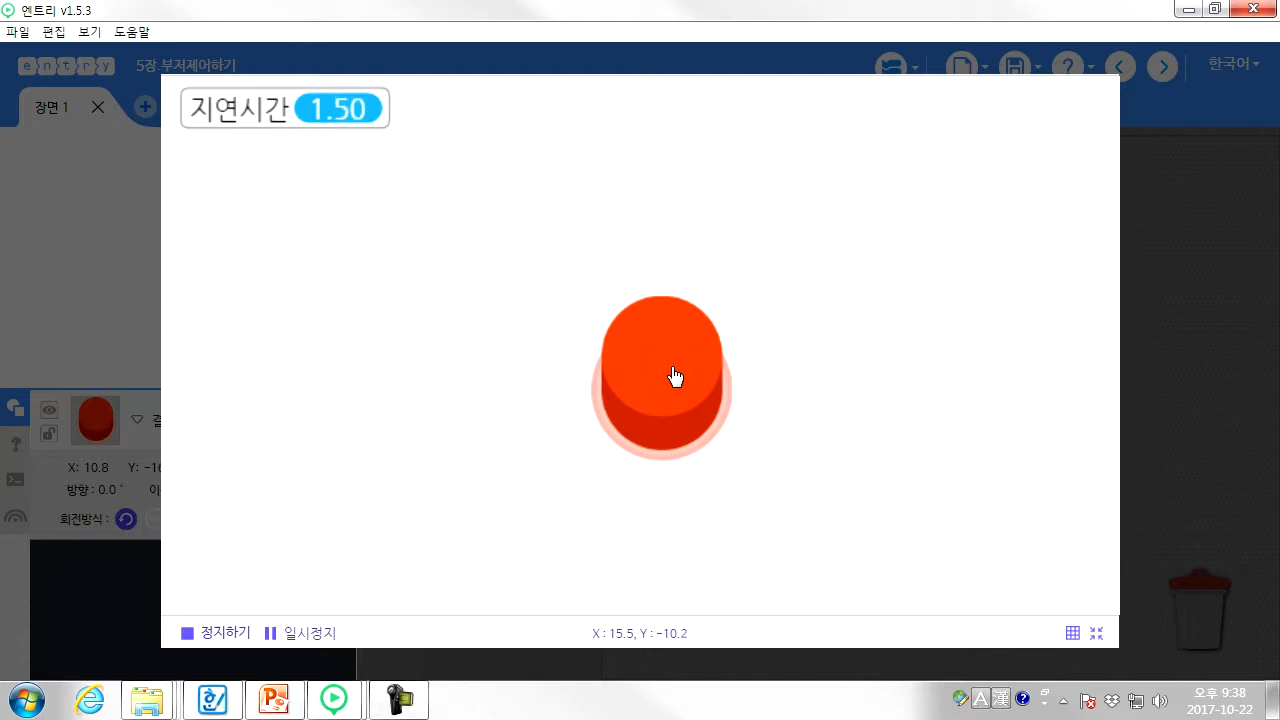 엔트리 v1.5.3
파일 편집 보기 도움말
entry 5장.부저제어하기 한국어
장면 1
지연시간 1.50
X: 10.8 Y: -16
방향 : 0.0 °
회전방식 :
정지하기 일시정지 X : 15.5, Y : -10.2
오후 9:38
2017-10-22